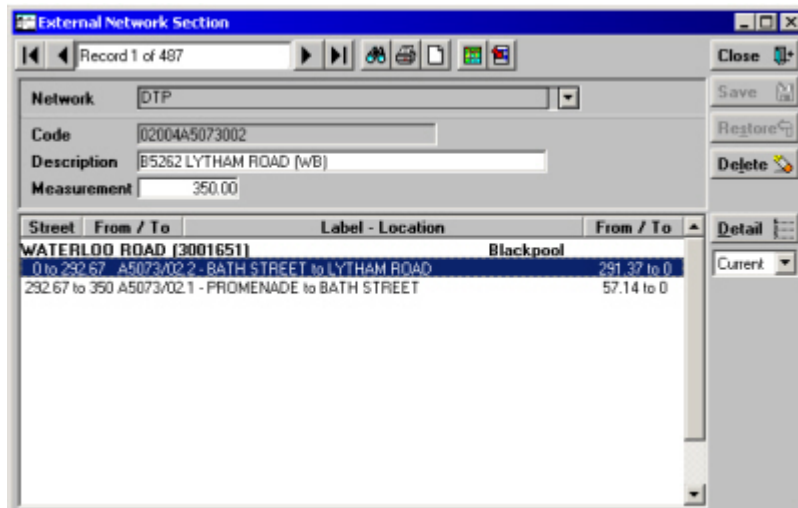 External Network Section
Record 1 of 487
Close
Network DTP
Save
Code 02004A5073002
Restore
Description B5262 LYTHAM ROAD (WB)
Delete
Measurement 350.00
Street From / To Label - Location From / To
Detail
WATERLOO ROAD (3001651) Blackpool
0 to 292.67 A5073/02.2 - BATH STREET to LYTHAM ROAD 291.37 to 0
Current
292.67 to 350 A5073/02.1 - PROMENADE to BATH STREET 57.14 to 0